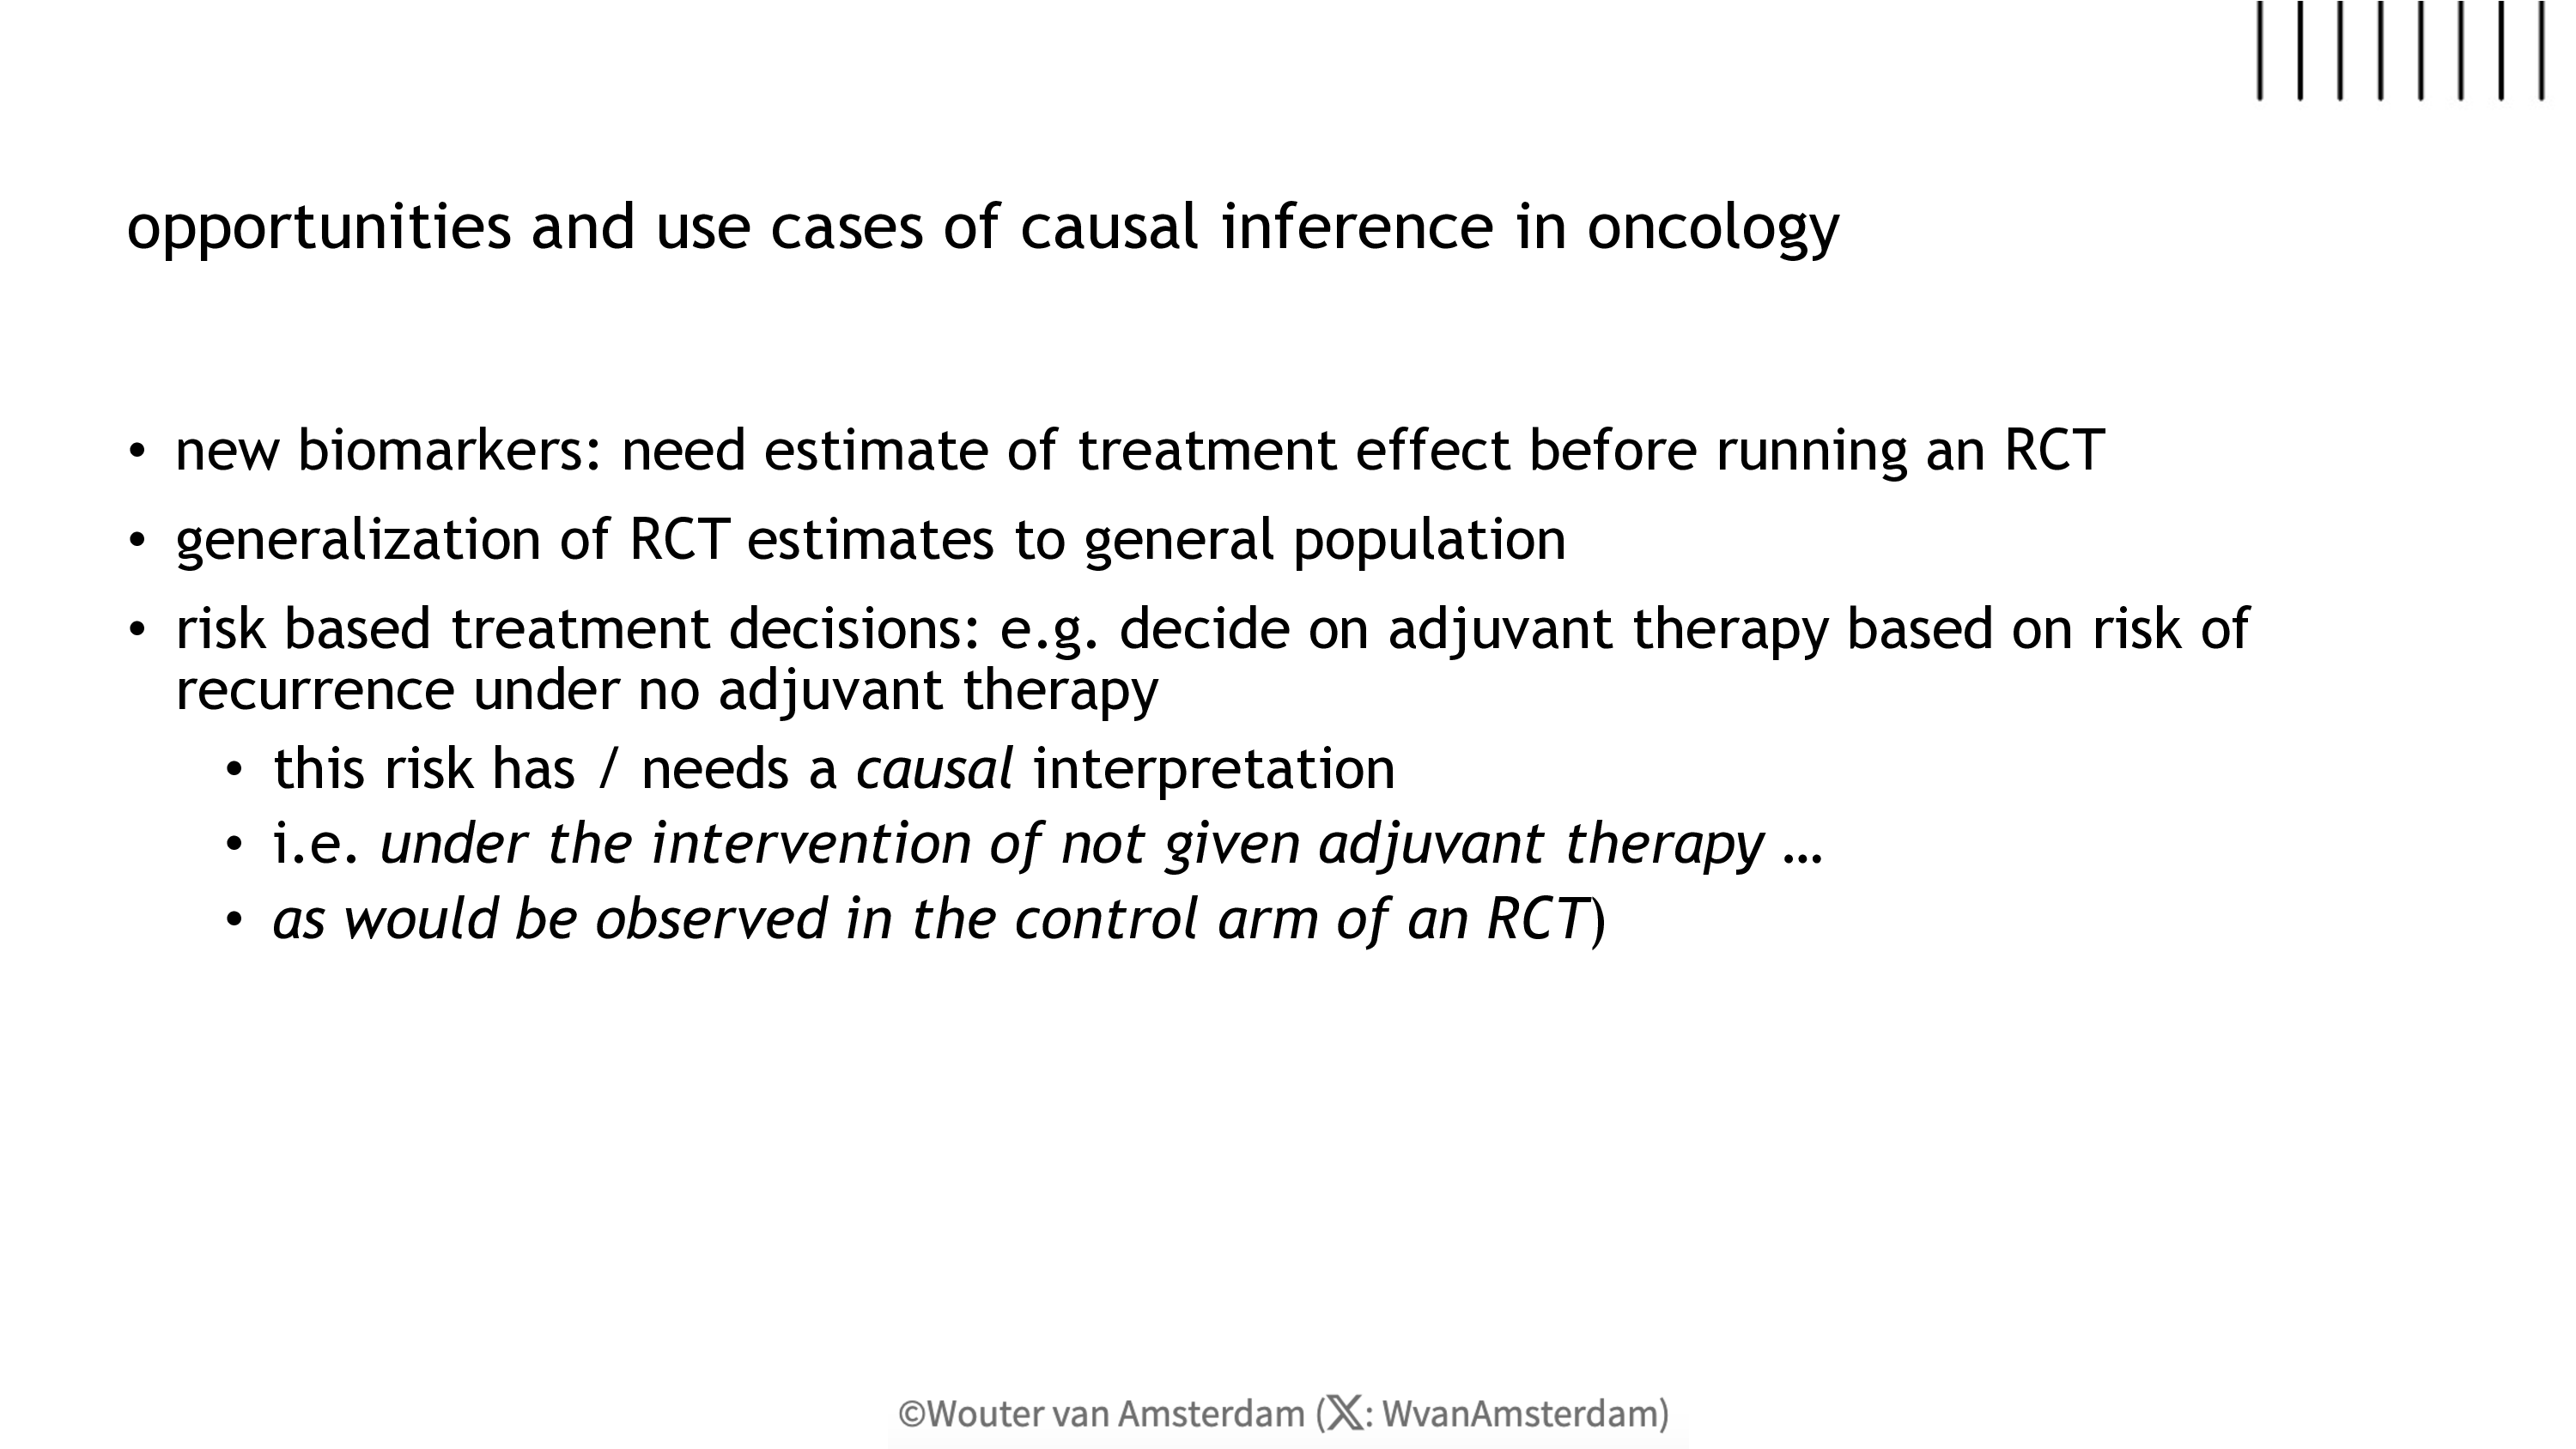 opportunities and use cases of causal inference in oncology
• new biomarkers: need estimate of treatment effect before running an RCT
• generalization of RCT estimates to general population
• risk based treatment decisions: e.g. decide on adjuvant therapy based on risk of
recurrence under no adjuvant therapy
• this risk has / needs a causal interpretation
• i.e. under the intervention of not given adjuvant therapy …
• as would be observed in the control arm of an RCT)
©Wouter van Amsterdam (𝕏: WvanAmsterdam)